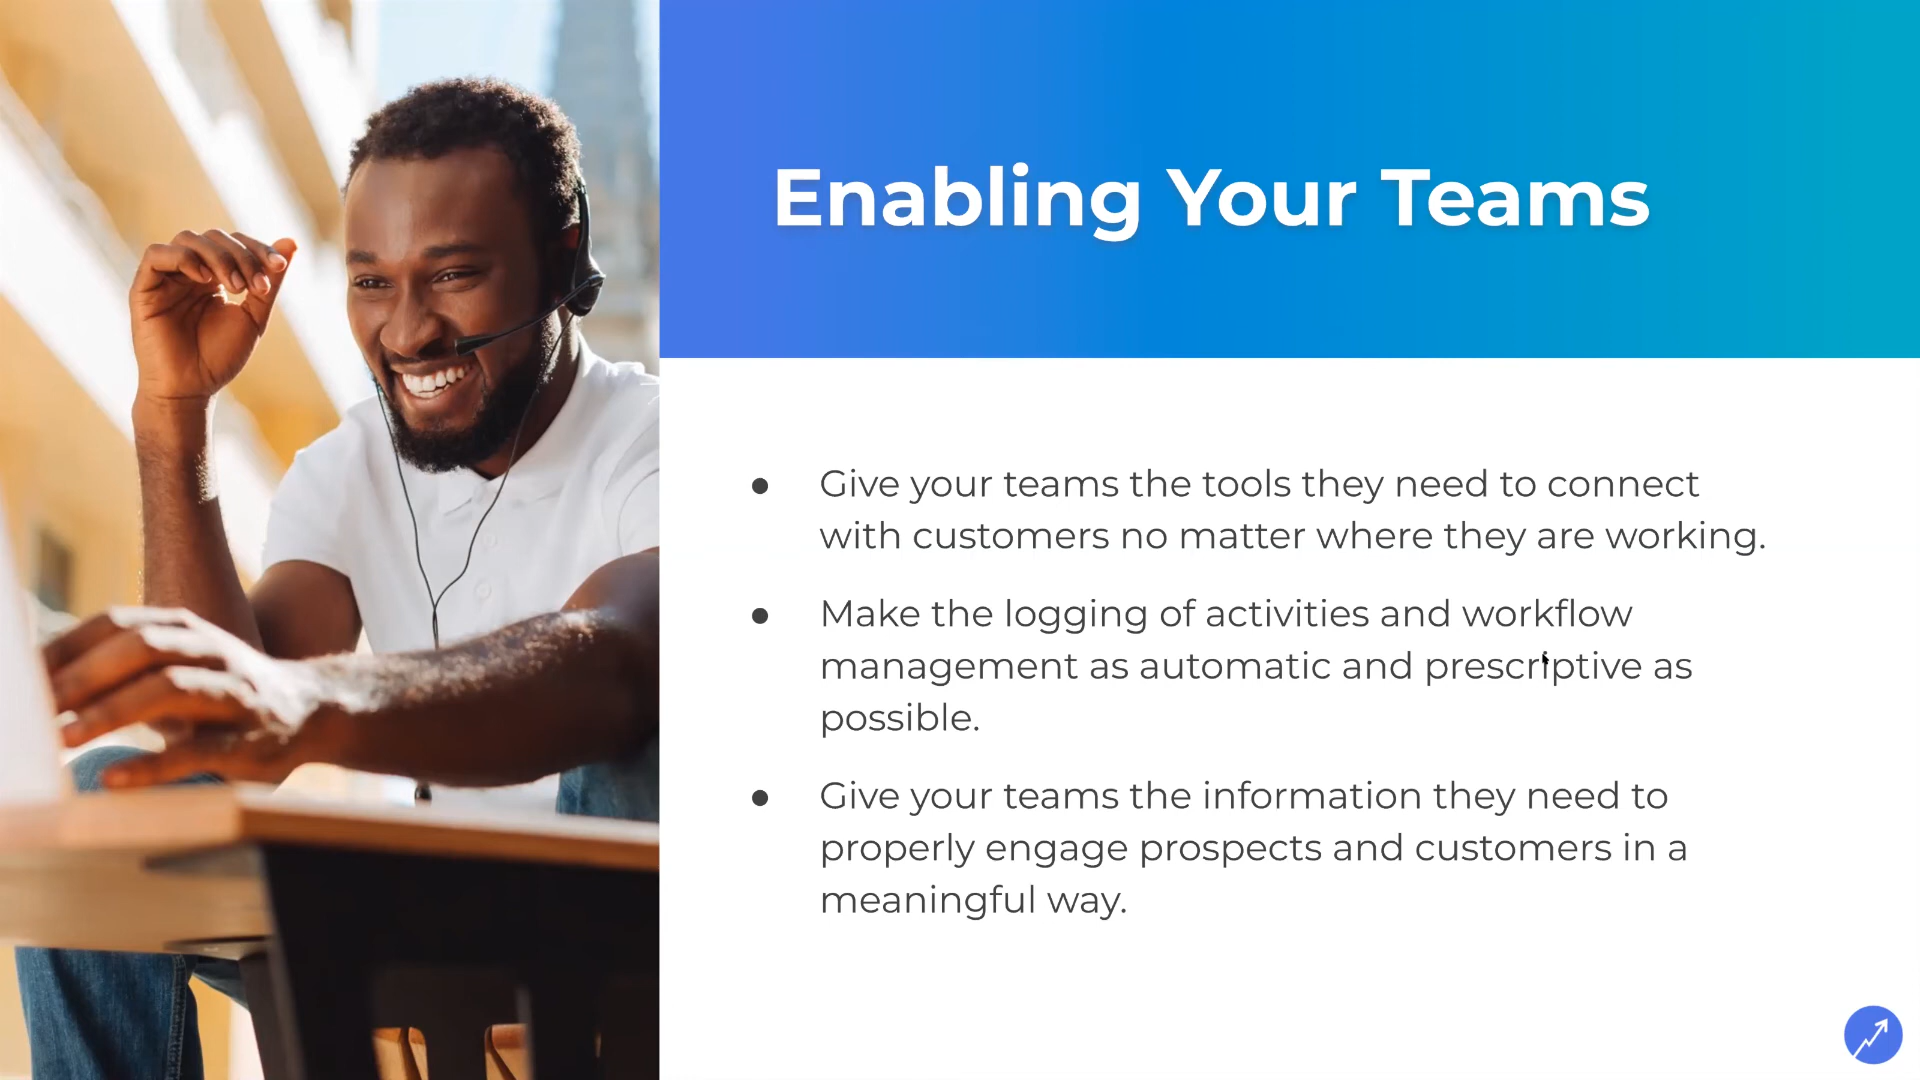 Enabling Your Teams
● Give your teams the tools they need to connect
with customers no matter where they are working.
● Make the logging of activities and workflow
management as automatic and prescriptive as
possible.
● Give your teams the information they need to
properly engage prospects and customers in a
meaningful way.